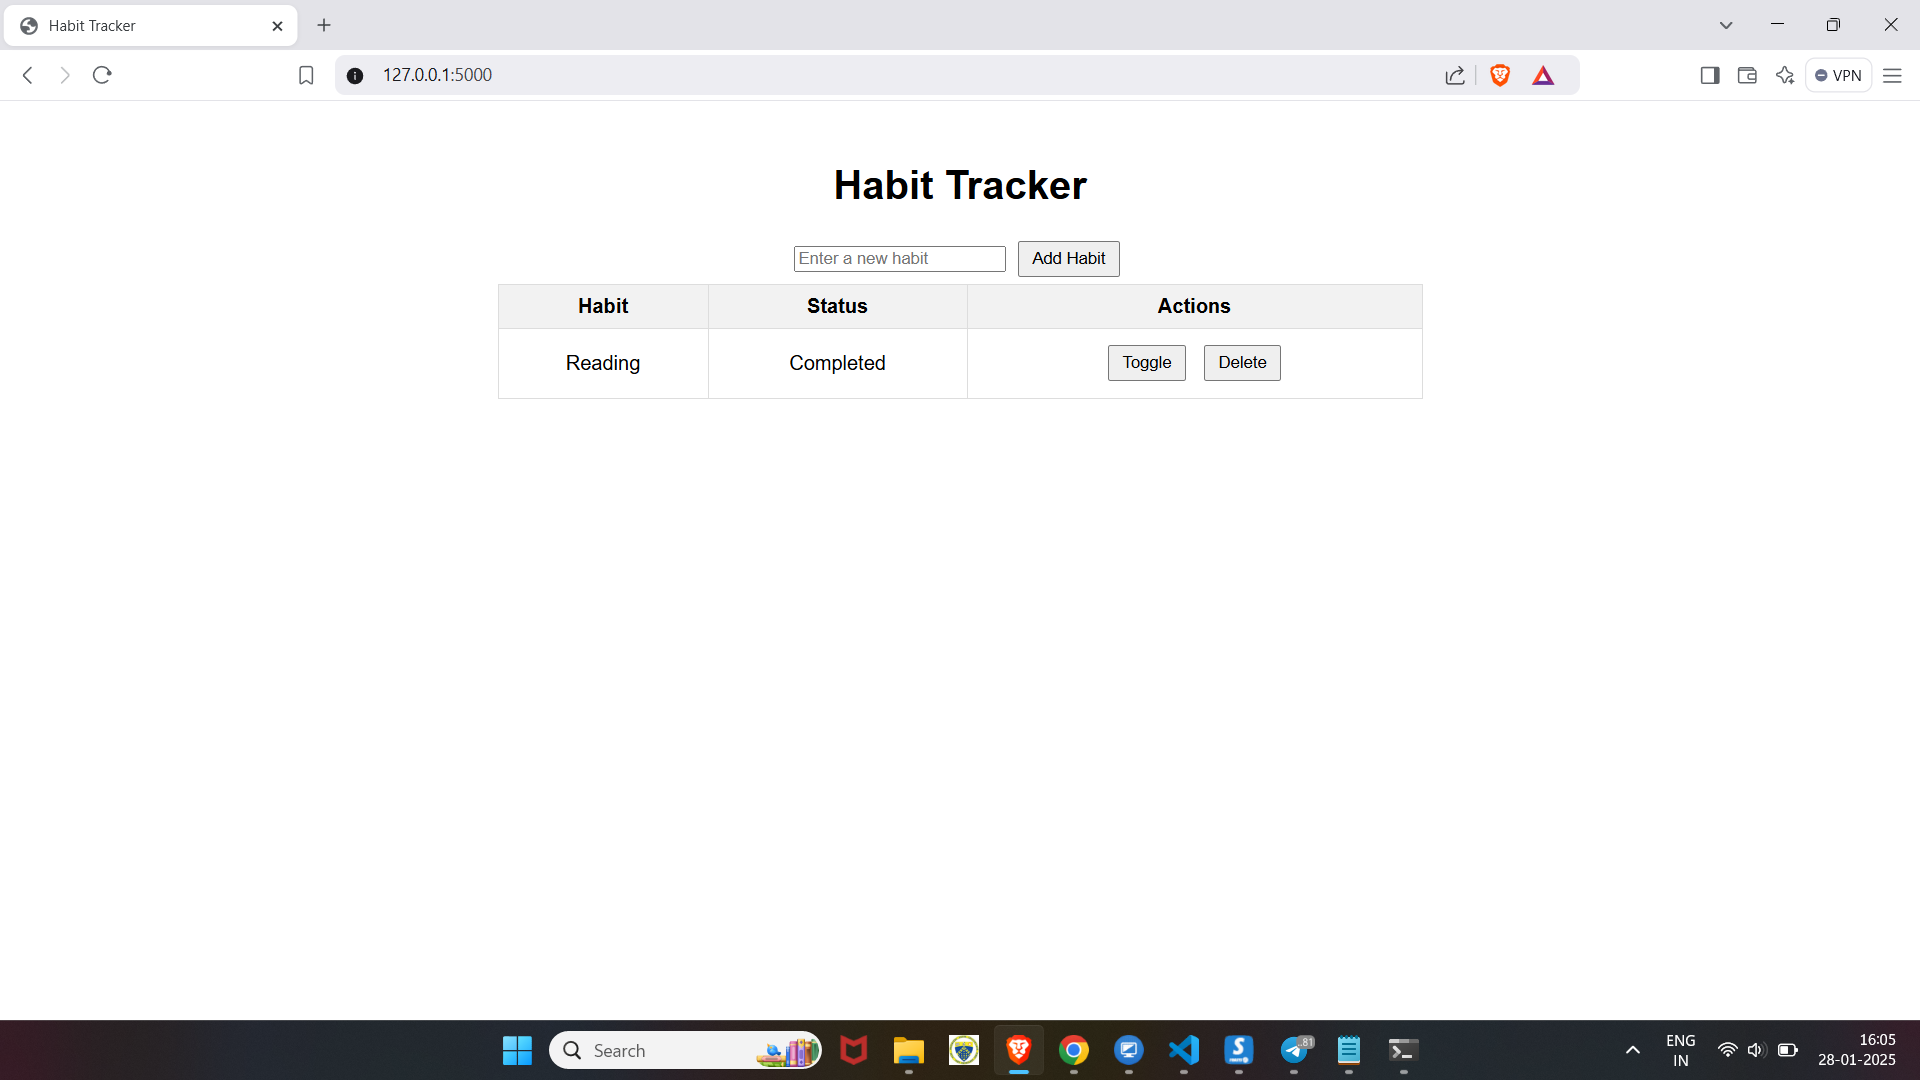 Habit Tracker
127.0.0.1:5000
VPN
Habit Tracker
Enter a new habit Add Habit
Habit Status Actions
Reading Completed Toggle Delete
Search
81
ENG
IN
16:05
28-01-2025